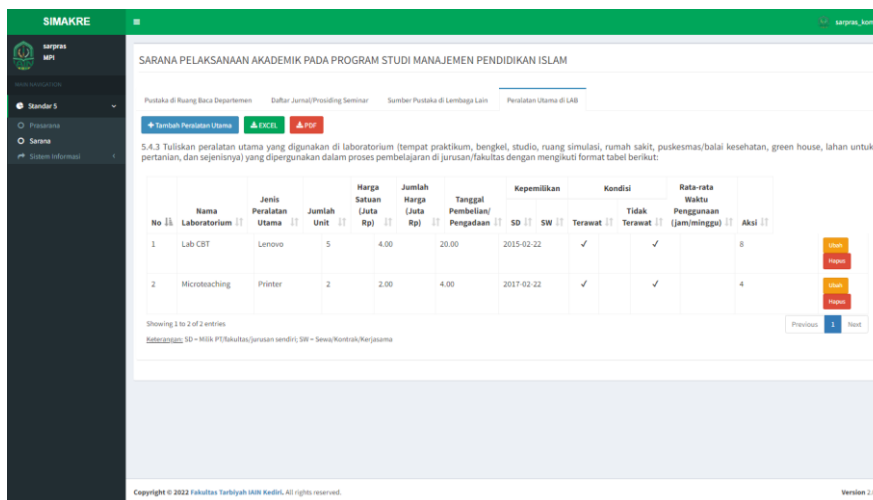 SIMAKRE
sarpras_kom
sarpras
MPI
MAIN NAVIGATION
Standar 5
Prasarana
Sarana
Sistem Informasi
SARANA PELAKSANAAN AKADEMIK PADA PROGRAM STUDI MANAJEMEN PENDIDIKAN ISLAM
Pustaka di Ruang Baca Departemen Daftar Jurnal/Prosiding Seminar Sumber Pustaka di Lembaga Lain Peralatan Utama di LAB
Tambah Peralatan Utama EXCEL PDF
5.4.3 Tuliskan peralatan utama yang digunakan di laboratorium (tempat praktikum, bengkel, studio, ruang simulasi, rumah sakit, puskesmas/balai kesehatan, green house, lahan untuk
pertanian, dan sejenisnya) yang dipergunakan dalam proses pembelajaran di jurusan/fakultas dengan mengikuti format tabel berikut:
No Nama Laboratorium Jenis Peralatan Utama Jumlah Unit Harga Satuan (Juta Rp) Jumlah Harga (Juta Rp) Tanggal Pembelian/ Pengadaan Kepemilikan SD SW Kondisi Terawat Tidak Terawat Rata-rata Waktu Penggunaan (jam/minggu) Aksi
1 Lab CBT Lenovo 5 4.00 20.00 2015-02-22 ✓ ✓ 8 Ubah
Hapus
2 Microteaching Printer 2 2.00 4.00 2017-02-22 ✓ ✓ 4 Ubah
Hapus
Showing 1 to 2 of 2 entries Previous 1 Next
Keterangan: SD = Milik PT/fakultas/jurusan sendiri; SW = Sewa/Kontrak/Kerjasama
Copyright © 2022 Fakultas Tarbiyah IAIN Kediri. All rights reserved. Version 2.